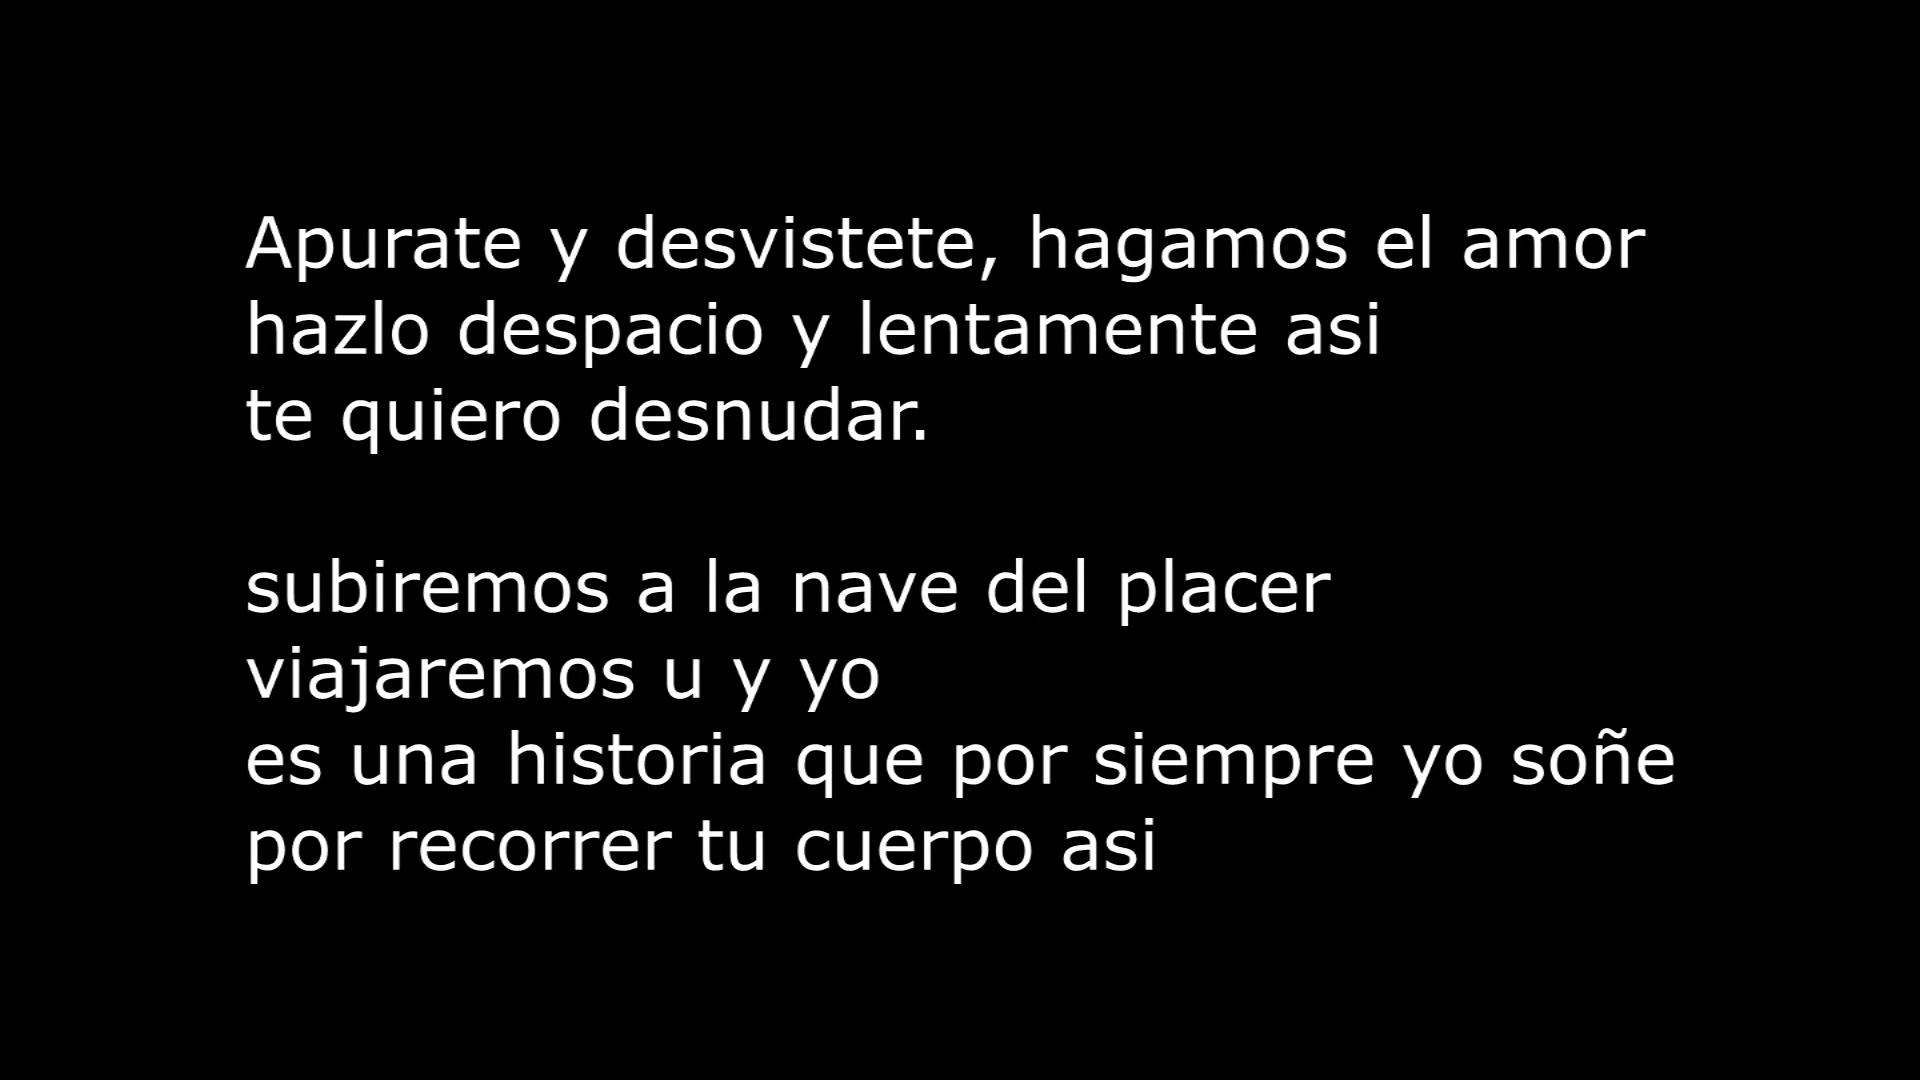 Apurate y desvistete, hagamos el amor
hazlo despacio y lentamente asi
te quiero desnudar.
subiremos a la nave del placer
viajaremos u y yo
es una historia que por siempre yo soñe
por recorrer tu cuerpo asi